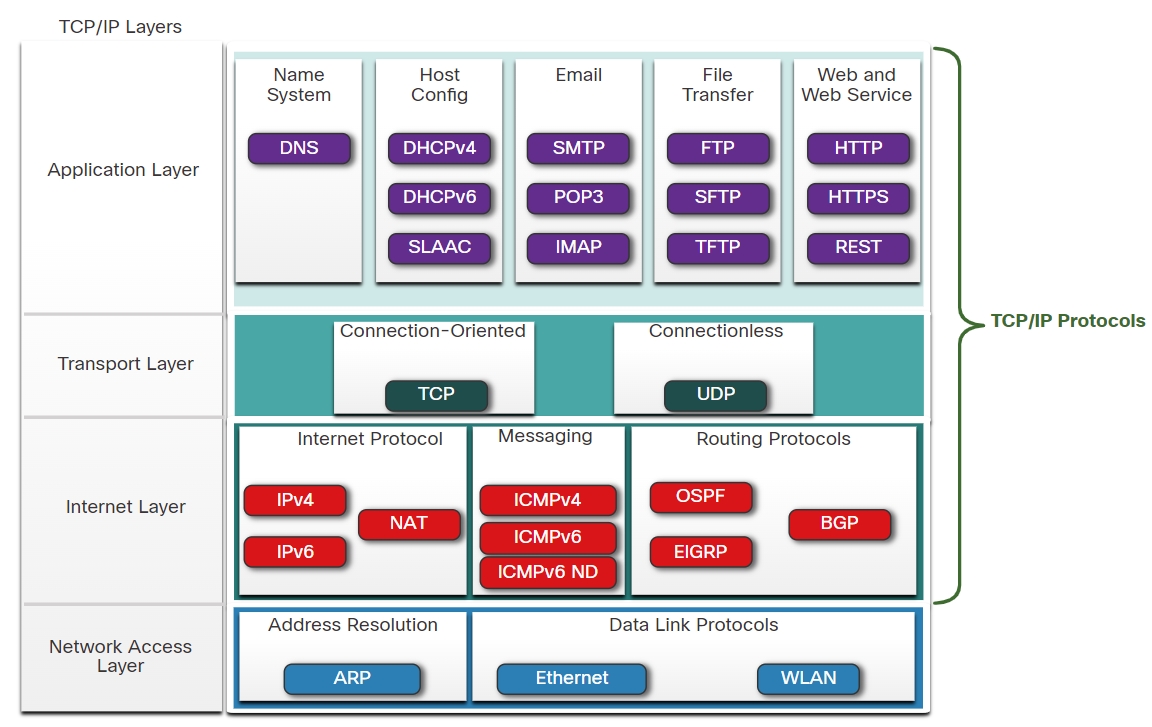 TCP/IP Layers
Application Layer
Name
System
DNS
Host
Config
DHCPv4
DHCPv6
SLAAC
Email
SMTP
POP3
IMAP
File
Transfer
FTP
SFTP
TFTP
Web and
Web Service
HTTP
HTTPS
REST
TCP/IP Protocols
Transport Layer
Connection-Oriented
TCP
Connectionless
UDP
Internet Layer
Internet Protocol
IPv4
NAT
IPv6
Messaging
ICMPv4
ICMPv6
ICMPv6 ND
Routing Protocols
OSPF
BGP
EIGRP
Network Access
Layer
Address Resolution
ARP
Data Link Protocols
Ethernet
WLAN